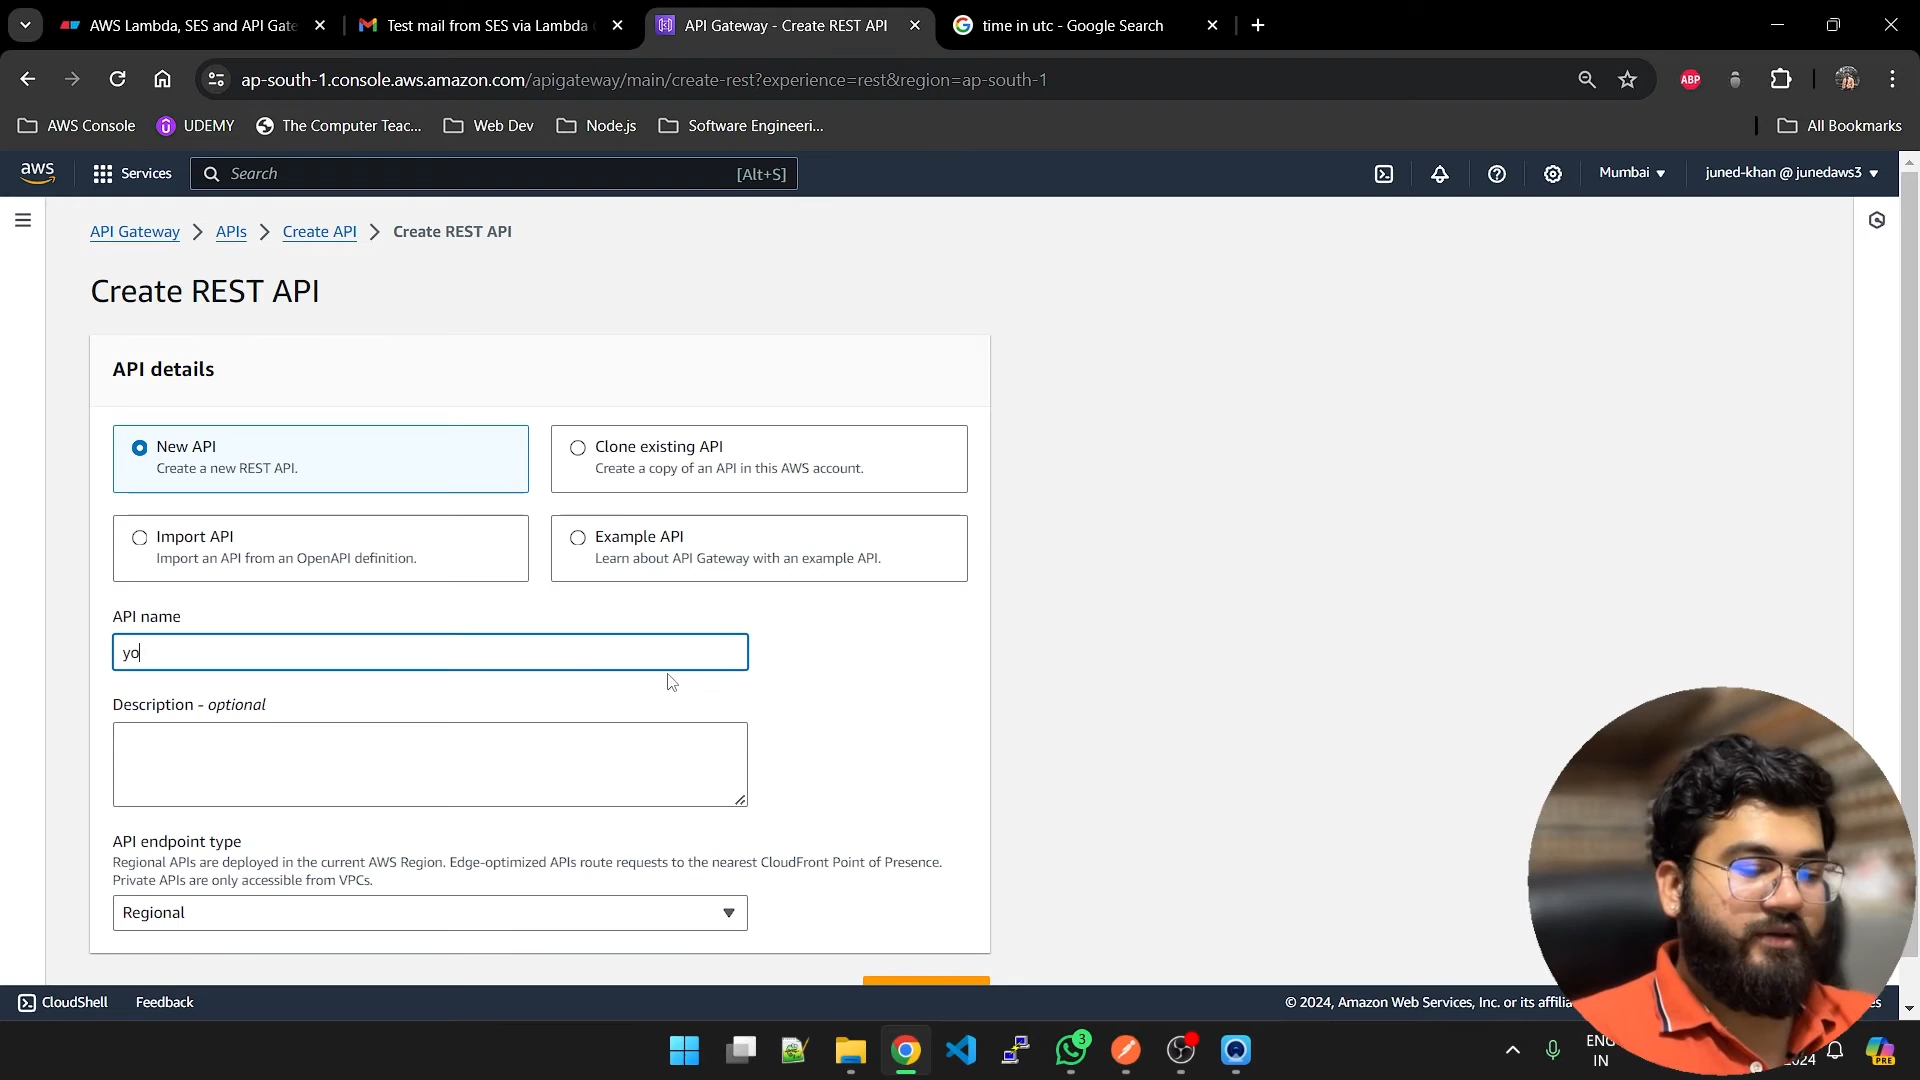 AWS Lambda, SES and API Gate
Test mail from SES via Lambda
API Gateway - Create REST API
time in utc - Google Search
ap-south-1.console.aws.amazon.com/apigateway/main/create-rest?experience=rest&region=ap-south-1
ABP
AWS Console
UDEMY
The Computer Teac...
Web Dev
Node.js
Software Engineeri...
All Bookmarks
aws
Services
Search
[Alt+S]
Mumbai
juned-khan @ junedaws3
API Gateway
APIs
Create API
Create REST API
Create REST API
API details
New API
Create a new REST API.
Clone existing API
Create a copy of an API in this AWS account.
Import API
Import an API from an OpenAPI definition.
Example API
Learn about API Gateway with an example API.
API name
yo
Description - optional
API endpoint type
Regional APIs are deployed in the current AWS Region. Edge-optimized APIs route requests to the nearest CloudFront Point of Presence.
Private APIs are only accessible from VPCs.
Regional
CloudShell
Feedback
© 2024, Amazon Web Services, Inc. or its affilia
3
ENG
IN
2024
PRE